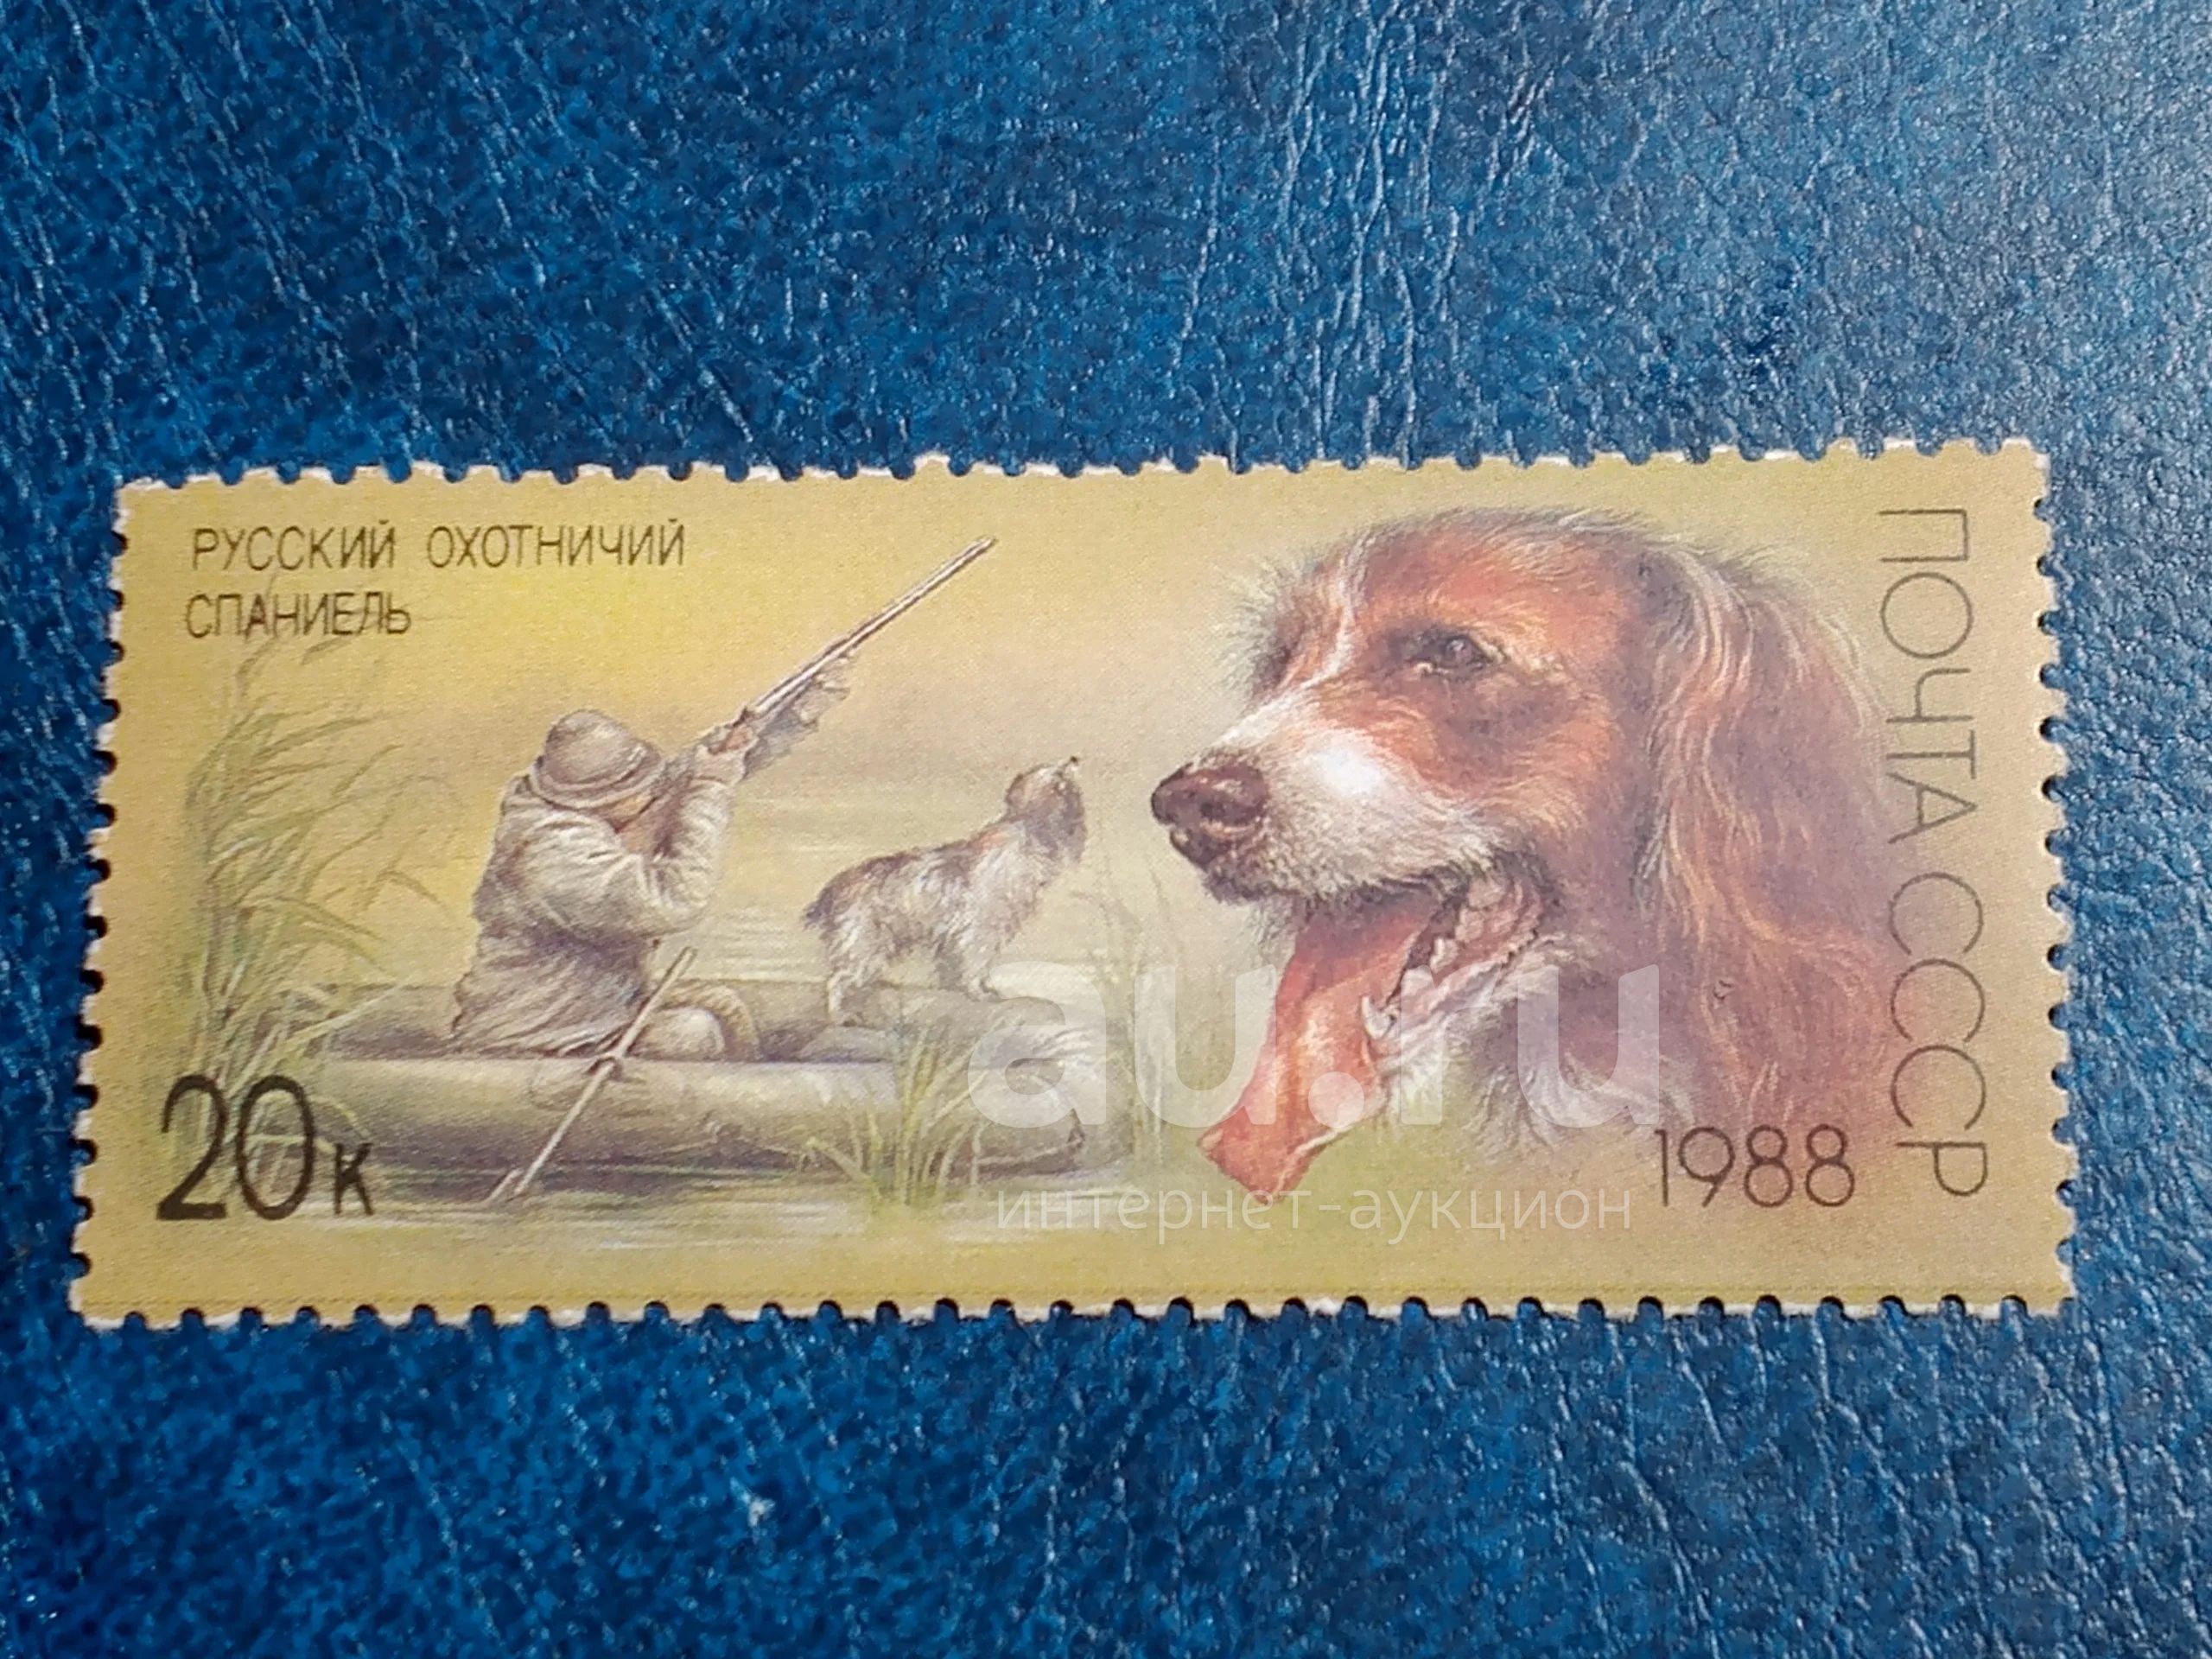 РУССКИЙ ОХОТНИЧИЙ
СПАНИЕЛЬ
20к
ПОЧТА СССР
1988
au.ru
интернет-аукцион